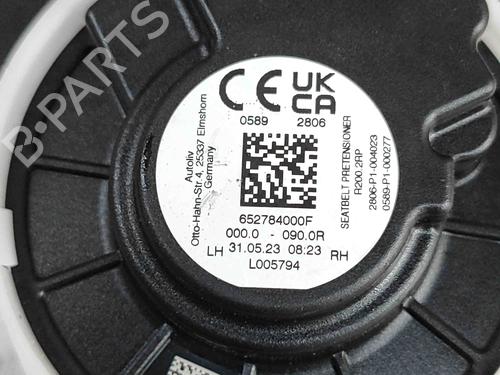 B-PARTS
CE UK CA
0589 2806
Autoliv
Otto-Hahn-Str.4, 25337 Elmshorn
Germany
SEATBELT PRETENSIONER
R200.2RP
2806-P1-004023
0589-P1-000277
652784000F
000.0 - 090.0R
LH 31.05.23 08:23 RH
L005794